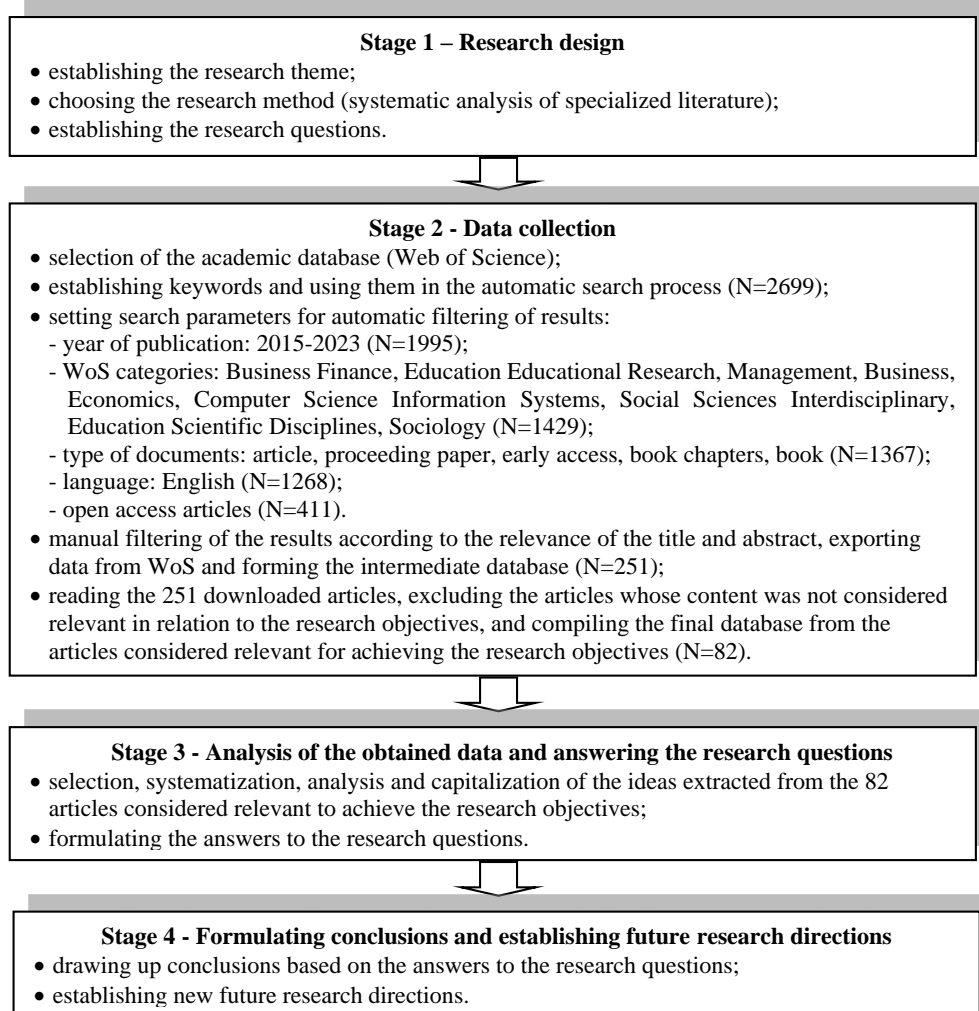 Stage 1 – Research design
• establishing the research theme;
• choosing the research method (systematic analysis of specialized literature);
• establishing the research questions.
Stage 2 - Data collection
• selection of the academic database (Web of Science);
• establishing keywords and using them in the automatic search process (N=2699);
• setting search parameters for automatic filtering of results:
- year of publication: 2015-2023 (N=1995);
- WoS categories: Business Finance, Education Educational Research, Management, Business,
Economics, Computer Science Information Systems, Social Sciences Interdisciplinary,
Education Scientific Disciplines, Sociology (N=1429);
- type of documents: article, proceeding paper, early access, book chapters, book (N=1367);
- language: English (N=1268);
- open access articles (N=411).
• manual filtering of the results according to the relevance of the title and abstract, exporting
data from WoS and forming the intermediate database (N=251);
• reading the 251 downloaded articles, excluding the articles whose content was not considered
relevant in relation to the research objectives, and compiling the final database from the
articles considered relevant for achieving the research objectives (N=82).
Stage 3 - Analysis of the obtained data and answering the research questions
• selection, systematization, analysis and capitalization of the ideas extracted from the 82
articles considered relevant to achieve the research objectives;
• formulating the answers to the research questions.
Stage 4 - Formulating conclusions and establishing future research directions
• drawing up conclusions based on the answers to the research questions;
• establishing new future research directions.